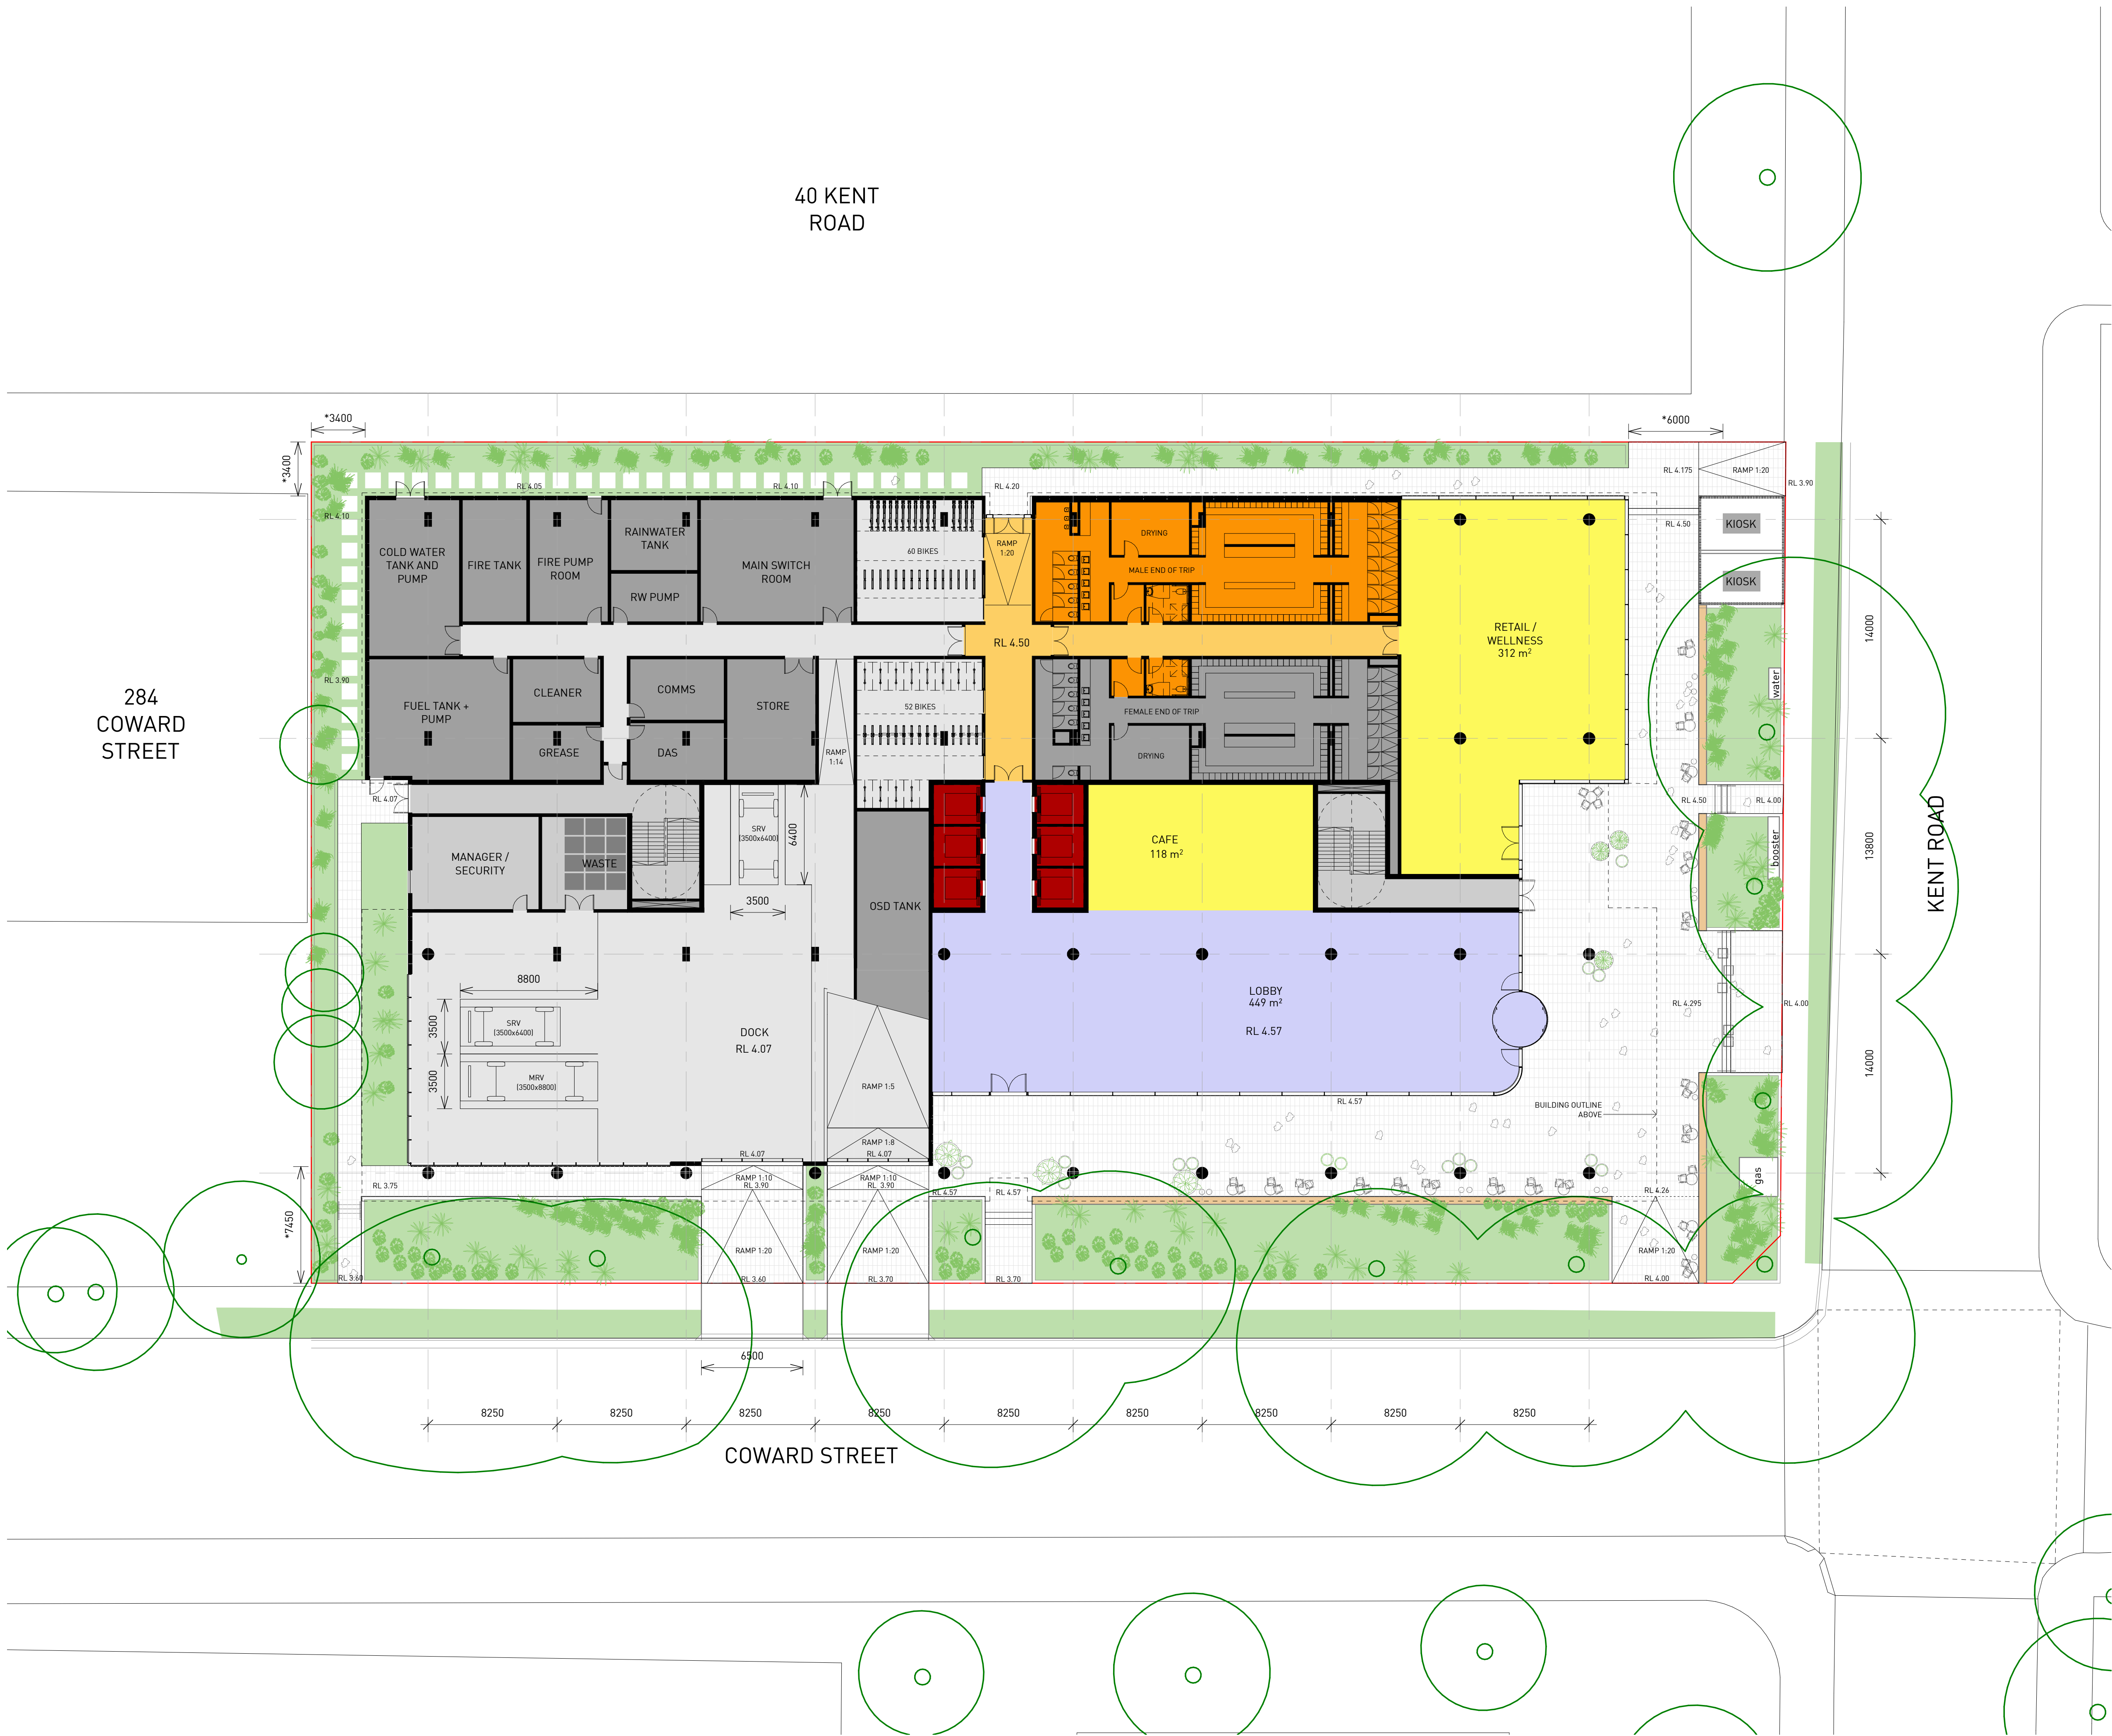 40 KENT
ROAD
*3400
*6000
*3400
RL 4.05
RL 4.10
RL 4.20
RL 4.175
RAMP 1:20
RL 3.90
RL 4.10
RL 4.50
KIOSK
KIOSK
COLD WATER
TANK AND
PUMP
FIRE TANK
FIRE PUMP
ROOM
RAINWATER
TANK
RW PUMP
MAIN SWITCH
ROOM
60 BIKES
RAMP
1:20
DRYING
MALE END OF TRIP
RL 4.50
RETAIL /
WELLNESS
312 m²
14000
RL 3.90
284
COWARD
STREET
FUEL TANK +
PUMP
CLEANER
GREASE
COMMS
DAS
STORE
RAMP
1:14
52 BIKES
FEMALE END OF TRIP
DRYING
water
RL 4.07
RL 4.50
RL 4.00
KENT ROAD
13800
booster
MANAGER /
SECURITY
WASTE
SRV
(3500x6400)
6400
3500
OSD TANK
CAFE
118 m²
8800
3500
SRV
(3500x6400)
3500
MRV
(3500x8800)
DOCK
RL 4.07
LOBBY
449 m²
RL 4.57
RL 4.295
RL 4.00
14000
RAMP 1:5
RAMP 1:8
RL 4.07
RL 4.07
RL 4.57
BUILDING OUTLINE
ABOVE
gas
RL 3.75
RAMP 1:10
RL 3.90
RAMP 1:10
RL 3.90
RL 4.57
RL 4.57
RL 4.26
*7450
RAMP 1:20
RAMP 1:20
RAMP 1:20
RL 3.60
RL 3.60
RL 3.70
RL 3.70
RL 4.00
6500
8250
8250
8250
8250
8250
8250
8250
8250
8250
COWARD STREET